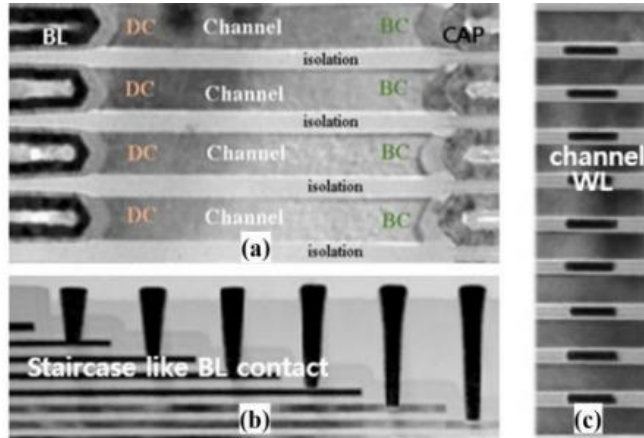 BL DC Channel BC CAP
isolation
DC Channel BC
isolation
DC Channel BC
isolation
DC Channel BC
(a)
isolation
Staircase like BL contact
(b)
channel
WL
(c)